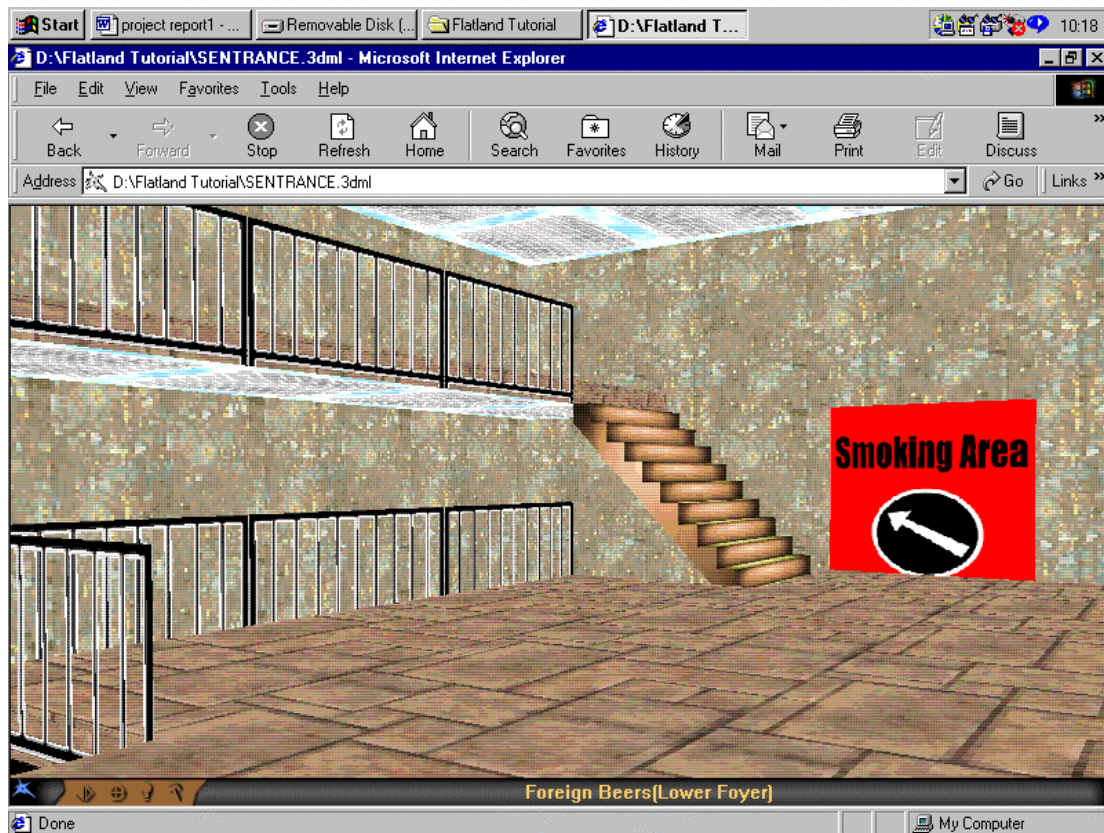 Start project report1 - ... Removable Disk (... Flatland Tutorial D:\Flatland T... 10:18
D:\Flatland Tutorial\SENTRANCE.3dml - Microsoft Internet Explorer
File Edit View Favorites Tools Help
Back Forward Stop Refresh Home Search Favorites History Mail Print Edit Discuss »
Address D:\Flatland Tutorial\SENTRANCE.3dml Go Links »
Smoking Area
Foreign Beers(Lower Foyer)
Done My Computer